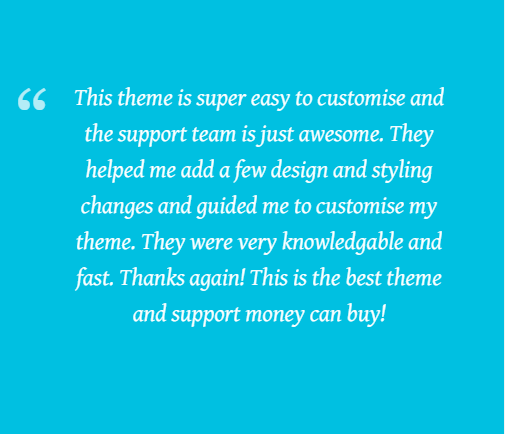 “ This theme is super easy to customise and
the support team is just awesome. They
helped me add a few design and styling
changes and guided me to customise my
theme. They were very knowledgable and
fast. Thanks again! This is the best theme
and support money can buy!